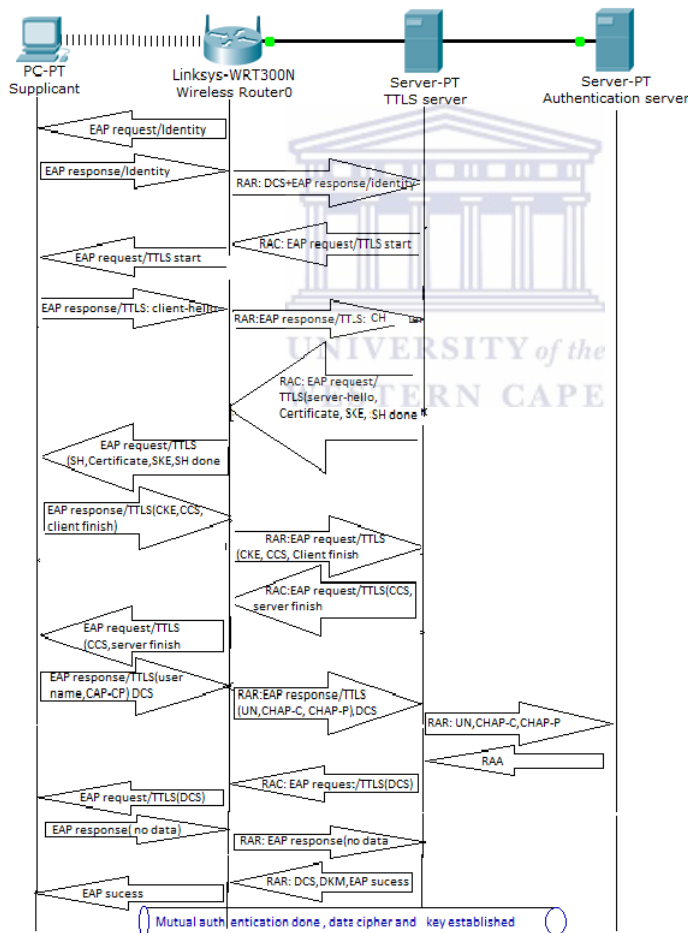 PC-PT
Supplicant
Linksys-WRT300N
Wireless Router0
Server-PT
TTLS server
Server-PT
Authentication server
EAP request/Identity
EAP response/Identity
RAR: DCS+EAP response/identity
RAC: EAP request/TTLS start
EAP request/TTLS start
EAP response/TTLS: client-hello
RAR:EAP response/TTLS: CH
UNIVERSITY of the
WESTERN CAPE
RAC: EAP request/
TTLS(server-hello,
Certificate, SKE, SH done
EAP request/TTLS
(SH,Certificate,SKE,SH done
EAP response/TTLS(CKE,CCS,
client finish)
RAR:EAP request/TTLS
(CKE, CCS, Client finish
RAC:EAP request/TTLS(CCS,
server finish
EAP request/TTLS
(CCS,server finish
EAP response/TTLS(user
name,CAP-CP) DCS
RAR:EAP response/TTLS
(UN,CHAP-C, CHAP-P),DCS
RAR: UN,CHAP-C,CHAP-P
RAA
RAC: EAP request/TTLS(DCS)
EAP request/TTLS(DCS)
EAP response( no data)
RAR: EAP response(no data
RAR: DCS,DKM,EAP sucess
EAP sucess
Mutual authentication done , data cipher and key established